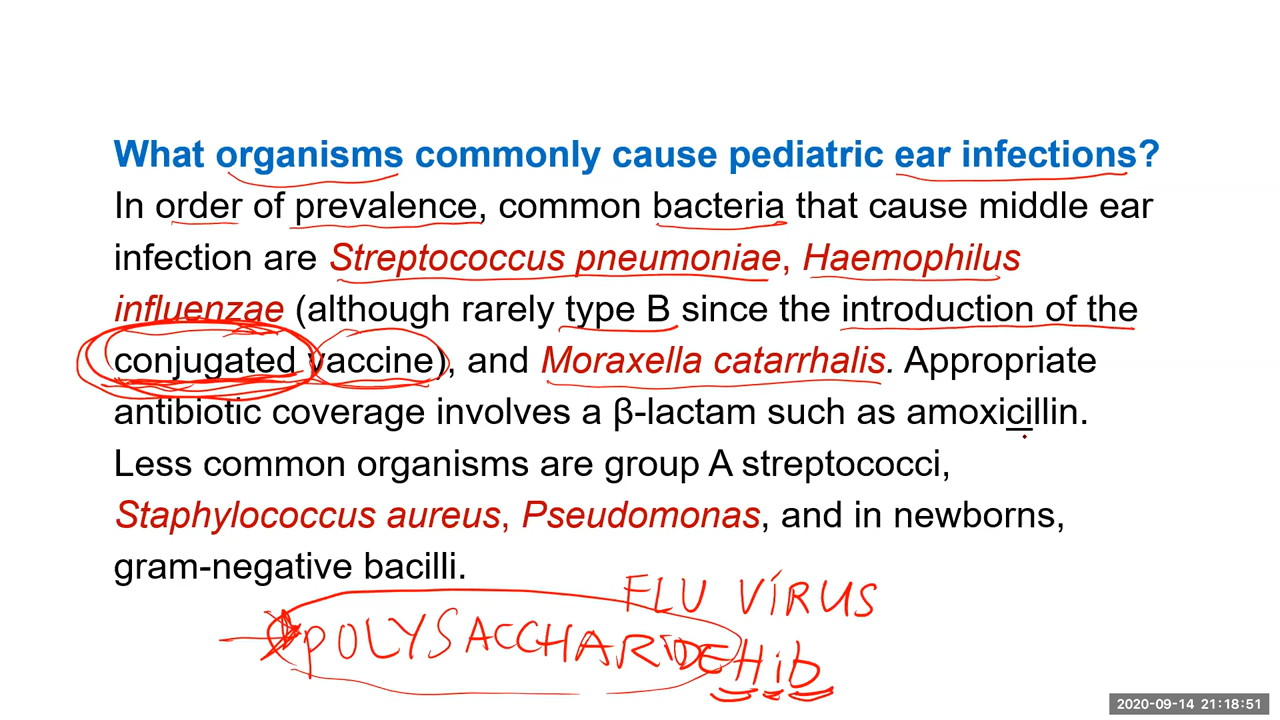 What organisms commonly cause pediatric ear infections?
In order of prevalence, common bacteria that cause middle ear
infection are Streptococcus pneumoniae, Haemophilus
influenzae (although rarely type B since the introduction of the
conjugated vaccine), and Moraxella catarrhalis. Appropriate
antibiotic coverage involves a β-lactam such as amoxicillin.
Less common organisms are group A streptococci,
Staphylococcus aureus, Pseudomonas, and in newborns,
gram-negative bacilli.
FLU VIRUS
POLYSACCHARIDE Hib
2020-09-14 21:18:51